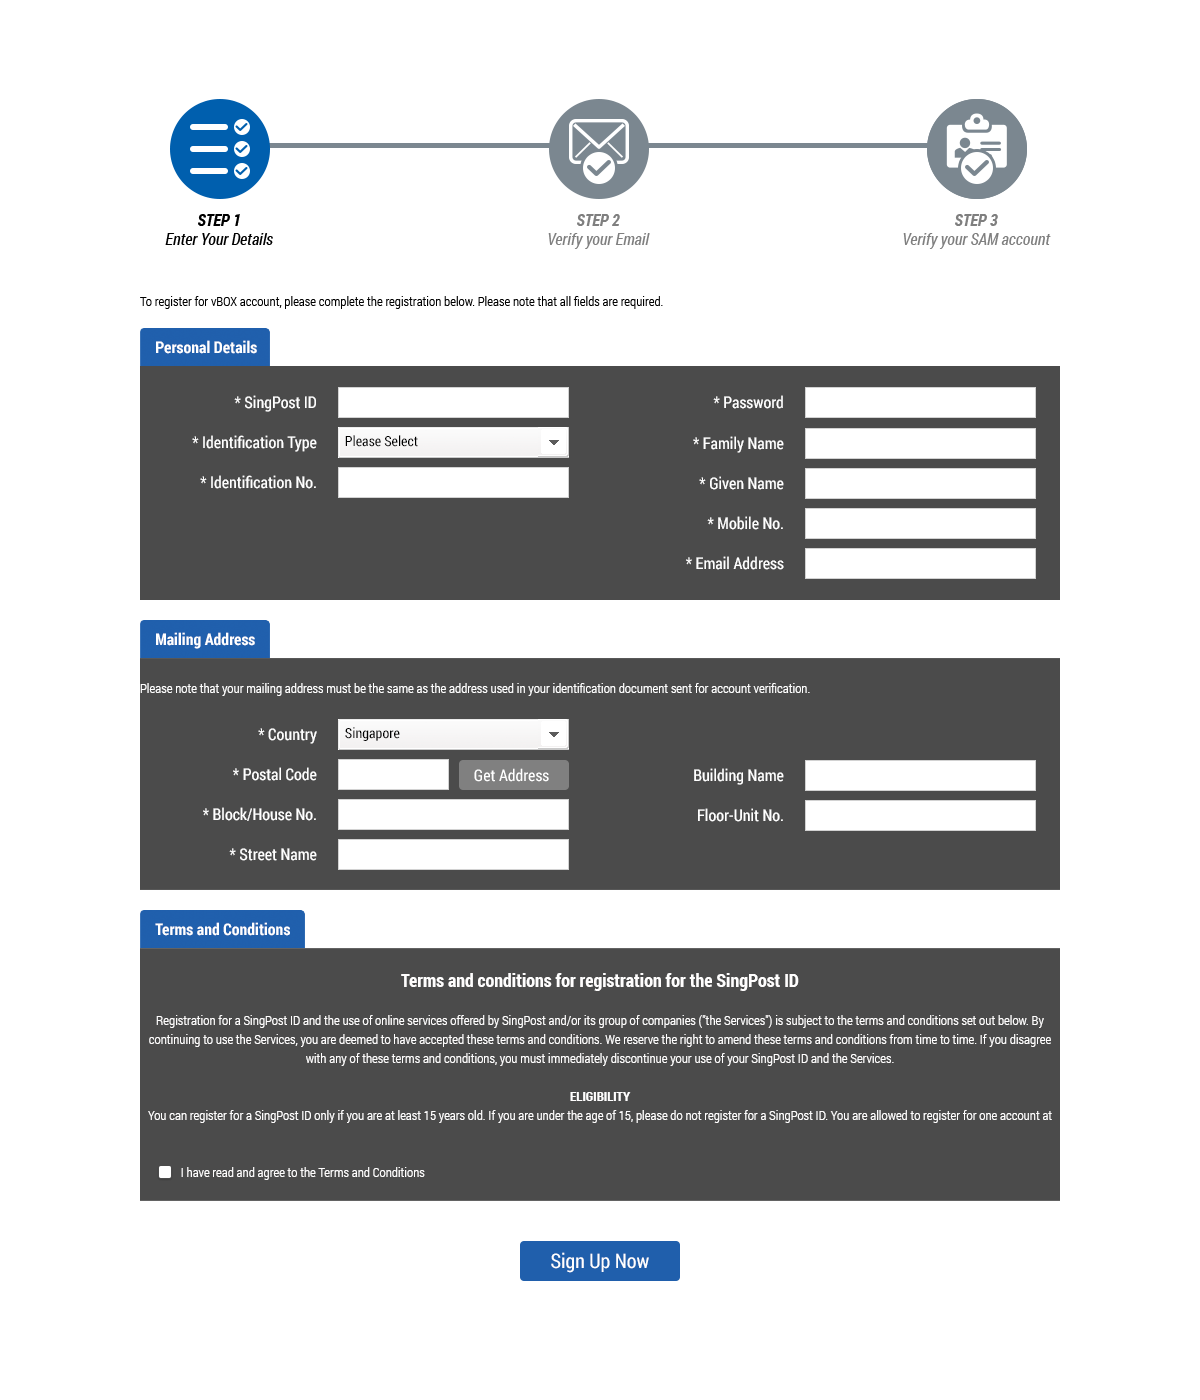 STEP 1
Enter Your Details
STEP 2
Verify your Email
STEP 3
Verify your SAM account
To register for vBOX account, please complete the registration below. Please note that all fields are required.
Personal Details
* SingPost ID
* Password
* Identification Type
Please Select
* Family Name
* Identification No.
* Given Name
* Mobile No.
* Email Address
Mailing Address
Please note that your mailing address must be the same as the address used in your identification document sent for account verification.
* Country
Singapore
* Postal Code
Get Address
Building Name
* Block/House No.
Floor-Unit No.
* Street Name
Terms and Conditions
Terms and conditions for registration for the SingPost ID
Registration for a SingPost ID and the use of online services offered by SingPost and/or its group of companies ("the Services") is subject to the terms and conditions set out below. By
continuing to use the Services, you are deemed to have accepted these terms and conditions. We reserve the right to amend these terms and conditions from time to time. If you disagree
with any of these terms and conditions, you must immediately discontinue your use of your SingPost ID and the Services.
ELIGIBILITY
You can register for a SingPost ID only if you are at least 15 years old. If you are under the age of 15, please do not register for a SingPost ID. You are allowed to register for one account at
I have read and agree to the Terms and Conditions
Sign Up Now